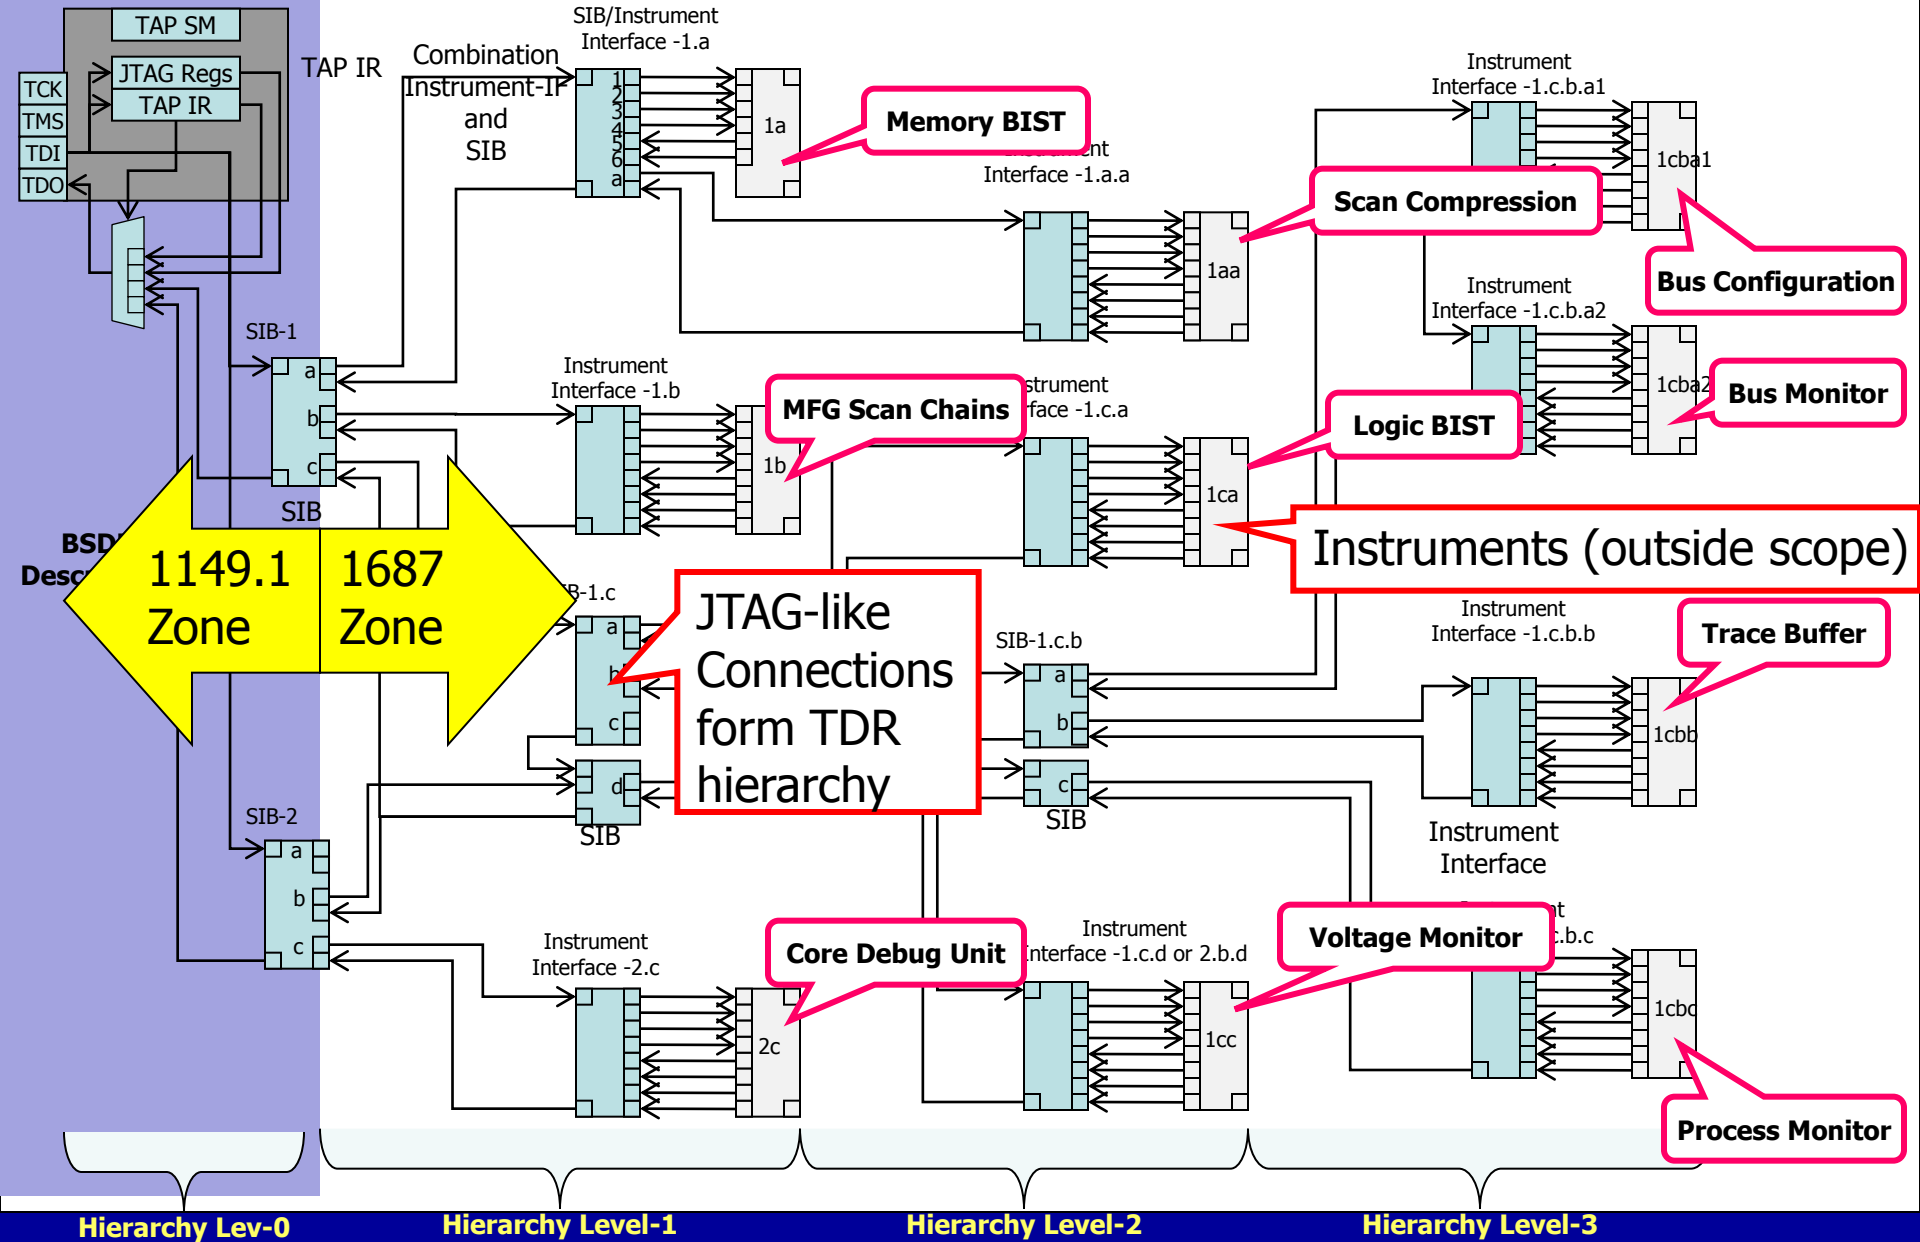 TAP SM
JTAG Regs
TAP IR
TCK
TMS
TDI
TDO
TAP IR
Combination
Instrument-IF
and
SIB
SIB/Instrument
Interface -1.a
1
2
3
4
5
6
a
1a
Memory BIST
Interface -1.a.a
1aa
Scan Compression
Instrument
Interface -1.c.b.a1
1cba1
Bus Configuration
Instrument
Interface -1.c.b.a2
1cba2
Bus Monitor
SIB-1
a
b
c
SIB
Instrument
Interface -1.b
1b
MFG Scan Chains
-1.c.a
1ca
Logic BIST
Instruments (outside scope)
1149.1
Zone
1687
Zone
a
b
c
d
SIB
JTAG-like
Connections
form TDR
hierarchy
SIB-1.c.b
a
b
c
SIB
Instrument
Interface -1.c.b.b
1cbb
Trace Buffer
Instrument
Interface
SIB-2
a
b
c
Instrument
Interface -2.c
2c
Core Debug Unit
Instrument
Interface -1.c.d or 2.b.d
1cc
Voltage Monitor
1cbc
Process Monitor
Hierarchy Lev-0
Hierarchy Level-1
Hierarchy Level-2
Hierarchy Level-3